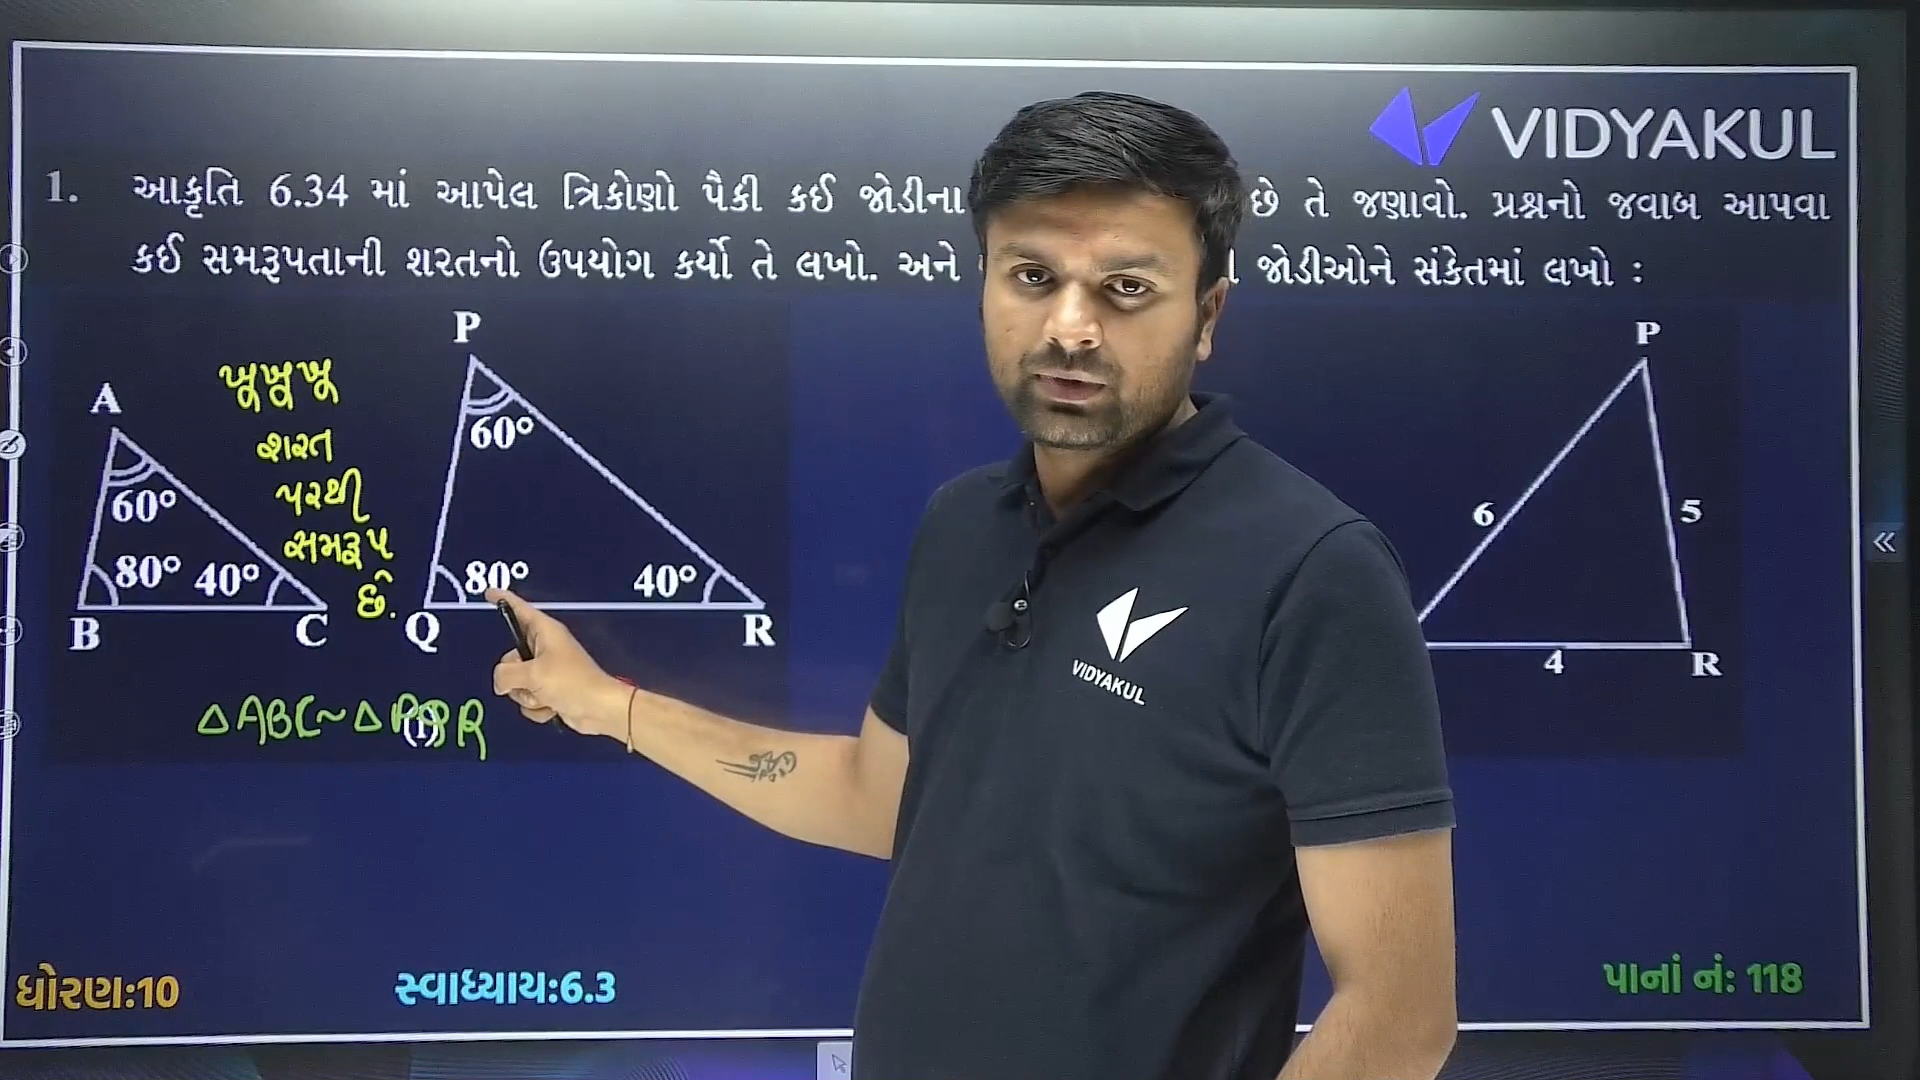 VIDYAKUL
1. આકૃતિ 6.34 માં આપેલ ત્રિકોણો પૈકી કઈ જોડીના છે તે જણાવો. પ્રશ્નનો જવાબ આપવા
કઈ સમરૂપતાની શરતનો ઉપયોગ કર્યો તે લખો. અને જોડીઓને સંકેતમાં લખો :
P
A
60°
80° 40°
B C
ખૂખૂખૂ
શરત
પરથી
સમરૂપ
છે.
60°
80° 40°
Q R
△ABC~△PQR
(i)
P
6 5
4 R
VIDYAKUL
ધોરણ:10 સ્વાધ્યાય:6.3 પાનાં નં: 118